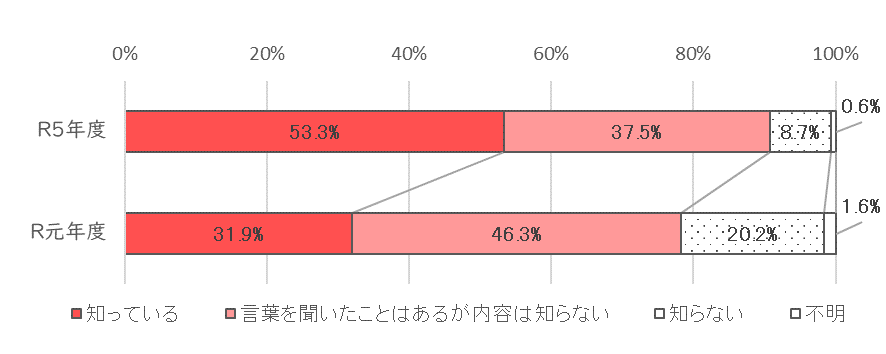 0% 20% 40% 60% 80% 100%
R5年度 53.3% 37.5% 8.7% 0.6%
R元年度 31.9% 46.3% 20.2% 1.6%
知っている 言葉を聞いたことはあるが内容は知らない 知らない 不明